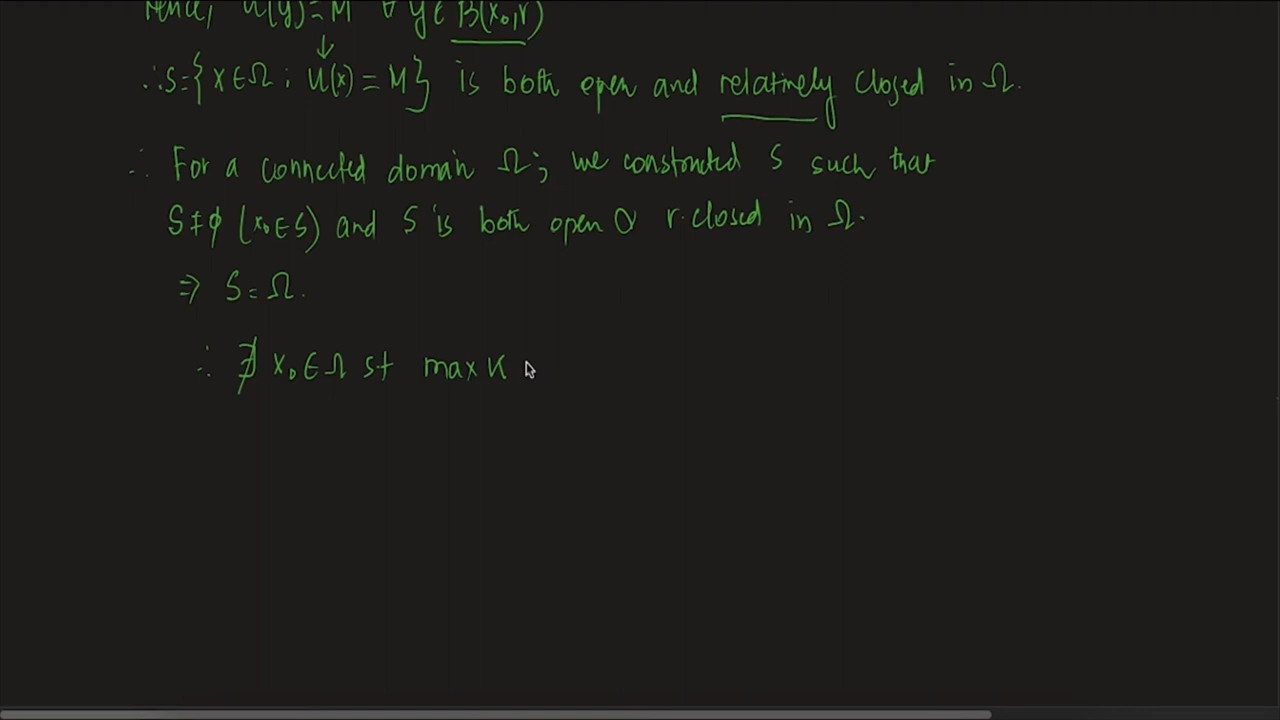 Hence, u(y)=M ∀ y∈ B(x₀,r)
∴ S={x∈Ω ; u(x)=M} is both open and relatively closed in Ω.
∴ For a connected domain Ω; we constructed S such that
S≠φ (x₀∈S) and S is both open & r.closed in Ω.
⇒ S=Ω.
∴ ∄ x₀∈Ω st max